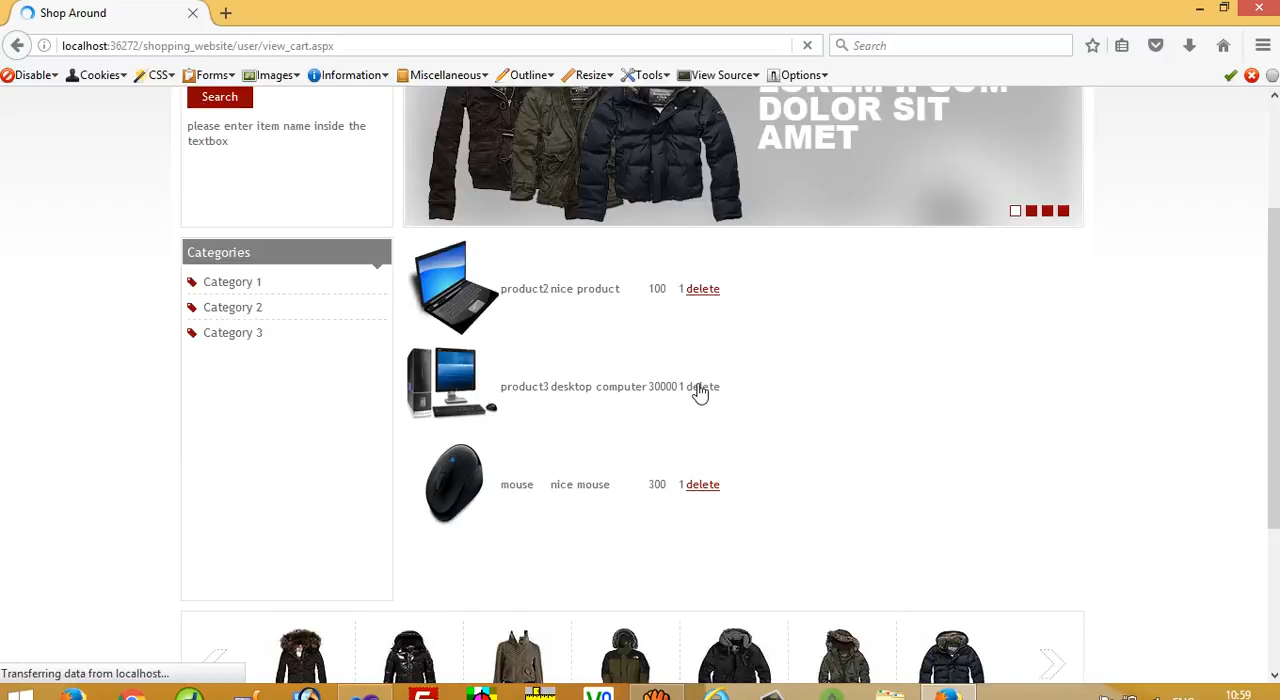 Shop Around
localhost:36272/shopping_website/user/view_cart.aspx
Search
Disable Cookies CSS Forms Images Information Miscellaneous Outline Resize Tools View Source Options
Search
please enter item name inside the
textbox
DOLOR SIT
AMET
Categories
Category 1
Category 2
Category 3
product2 nice product 100 1 delete
product3 desktop computer 30000 1 delete
mouse nice mouse 300 1 delete
Transferring data from localhost...
10:59